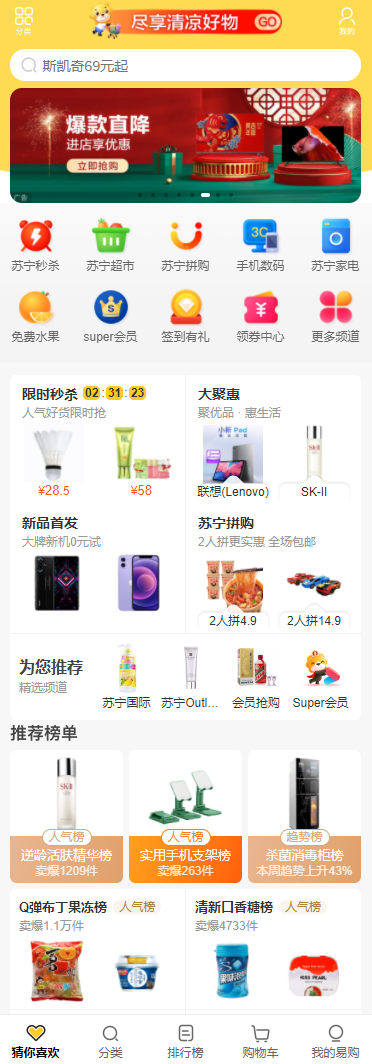 尽享清凉好物 GO
分类
我的
斯凯奇69元起
爆款直降
进店享优惠
立即抢购
广告
苏宁秒杀 苏宁超市 苏宁拼购 手机数码 苏宁家电
免费水果 super会员 签到有礼 领券中心 更多频道
限时秒杀 02:31:23
人气好货限时抢
¥28.5 ¥58
大聚惠
聚优品 · 惠生活
小新 Pad
联想(Lenovo) SK-II
新品首发
大牌新机0元试
苏宁拼购
2人拼更实惠 全场包邮
2人拼4.9 2人拼14.9
为您推荐
精选频道
苏宁国际 苏宁Outl... 会员抢购 Super会员
推荐榜单
SK-II
人气榜
逆龄活肤精华榜
卖爆1209件
人气榜
实用手机支架榜
卖爆263件
趋势榜
杀菌消毒柜榜
本周趋势上升43%
Q弹布丁果冻榜 人气榜
卖爆1.1万件
清新口香糖榜 人气榜
卖爆4733件
猜你喜欢 分类 排行榜 购物车 我的易购